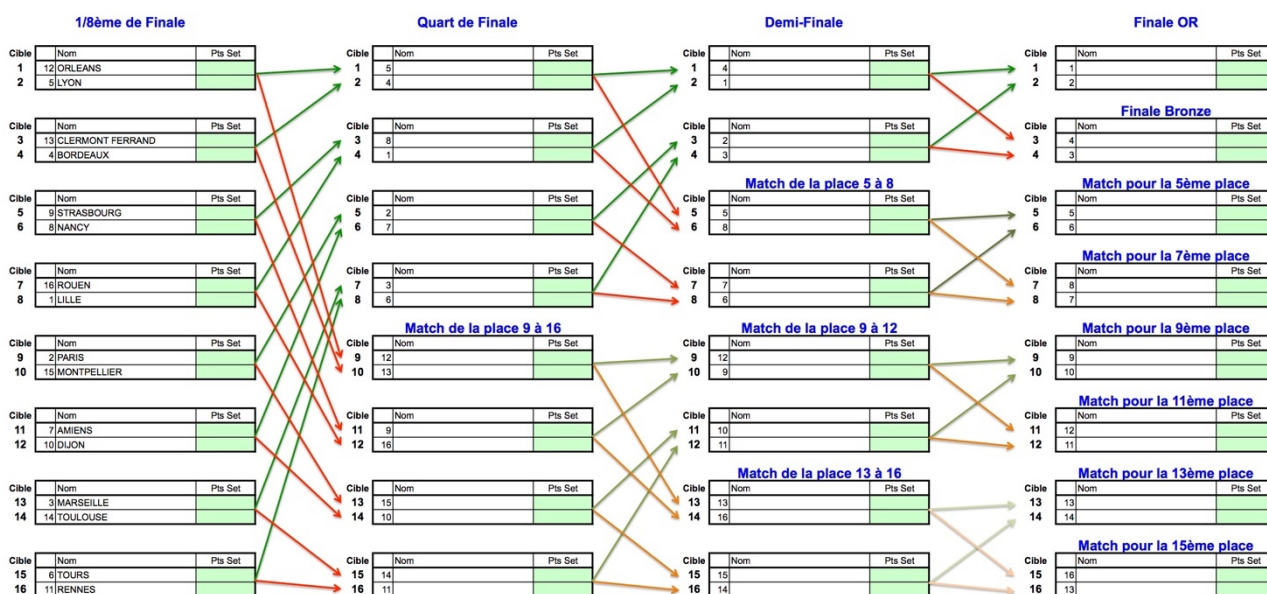 1/8ème de Finale
Cible Nom Pts Set
1 12 ORLEANS
2 5 LYON
Cible Nom Pts Set
3 13 CLERMONT FERRAND
4 4 BORDEAUX
Cible Nom Pts Set
5 9 STRASBOURG
6 8 NANCY
Cible Nom Pts Set
7 16 ROUEN
8 1 LILLE
Cible Nom Pts Set
9 2 PARIS
10 15 MONTPELLIER
Cible Nom Pts Set
11 7 AMIENS
12 10 DIJON
Cible Nom Pts Set
13 3 MARSEILLE
14 14 TOULOUSE
Cible Nom Pts Set
15 6 TOURS
16 11 RENNES
Quart de Finale
Cible Nom Pts Set
1 5
2 4
Cible Nom Pts Set
3 8
4 1
Cible Nom Pts Set
5 2
6 7
Cible Nom Pts Set
7 3
8 6
Match de la place 9 à 16
Cible Nom Pts Set
9 12
10 13
Cible Nom Pts Set
11 9
12 16
Cible Nom Pts Set
13 15
14 10
Cible Nom Pts Set
15 14
16 11
Demi-Finale
Cible Nom Pts Set
1 4
2 1
Cible Nom Pts Set
3 2
4 3
Match de la place 5 à 8
Cible Nom Pts Set
5 5
6 8
Cible Nom Pts Set
7 7
8 6
Match de la place 9 à 12
Cible Nom Pts Set
9 12
10 9
Cible Nom Pts Set
11 10
12 11
Match de la place 13 à 16
Cible Nom Pts Set
13 13
14 16
Cible Nom Pts Set
15 15
16 14
Finale OR
Cible Nom Pts Set
1 1
2 2
Finale Bronze
Cible Nom Pts Set
3 4
4 3
Match pour la 5ème place
Cible Nom Pts Set
5 5
6 6
Match pour la 7ème place
Cible Nom Pts Set
7 8
8 7
Match pour la 9ème place
Cible Nom Pts Set
9 9
10 10
Match pour la 11ème place
Cible Nom Pts Set
11 12
12 11
Match pour la 13ème place
Cible Nom Pts Set
13 13
14 14
Match pour la 15ème place
Cible Nom Pts Set
15 16
16 13